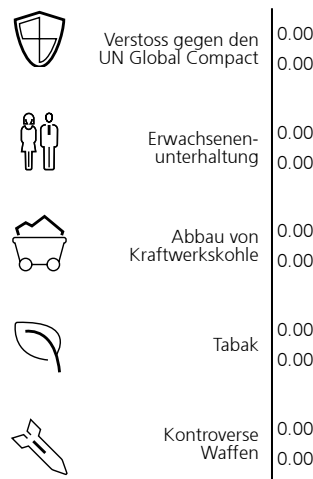 Verstoss gegen den
UN Global Compact
0.00
0.00
Erwachsenen-
unterhaltung
0.00
0.00
Abbau von
Kraftwerkskohle
0.00
0.00
Tabak
0.00
0.00
Kontroverse
Waffen
0.00
0.00